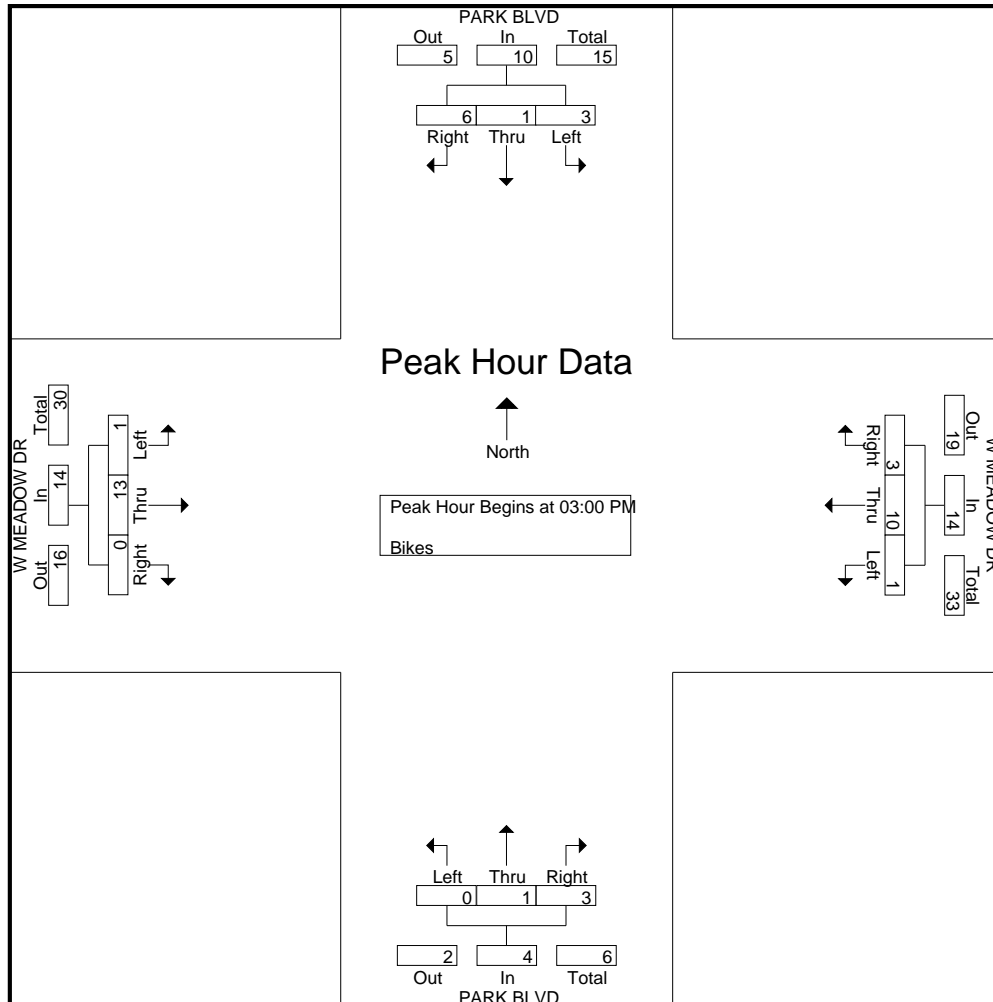 PARK BLVD
Out In Total
5 10 15
6 1 3
Right Thru Left
Peak Hour Data
North
Peak Hour Begins at 03:00 PM
Bikes
W MEADOW DR
Total In Out
30 14 16
1 13 0
Left Thru Right
W MEADOW DR
Out In Total
19 14 33
3 10 1
Right Thru Left
Left Thru Right
0 1 3
2 4 6
Out In Total
PARK BLVD